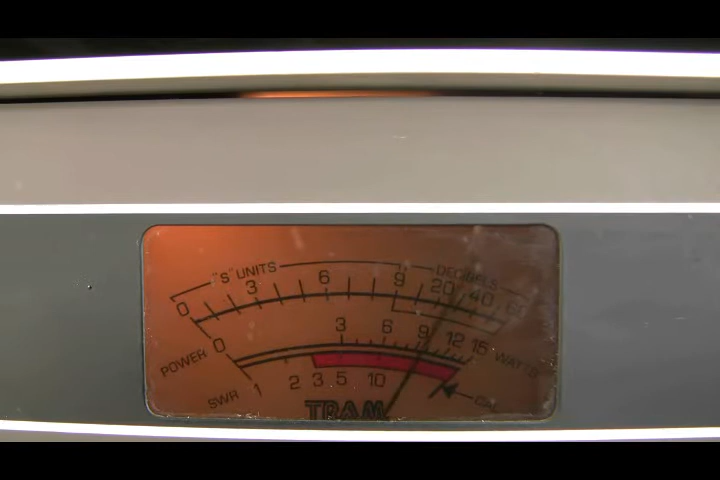 "S" UNITS DECIBELS
0 3 6 9 20 40 60
POWER 0 3 6 9 12 15 WATTS
SWR 1 2 3 5 10 CAL
TRAM